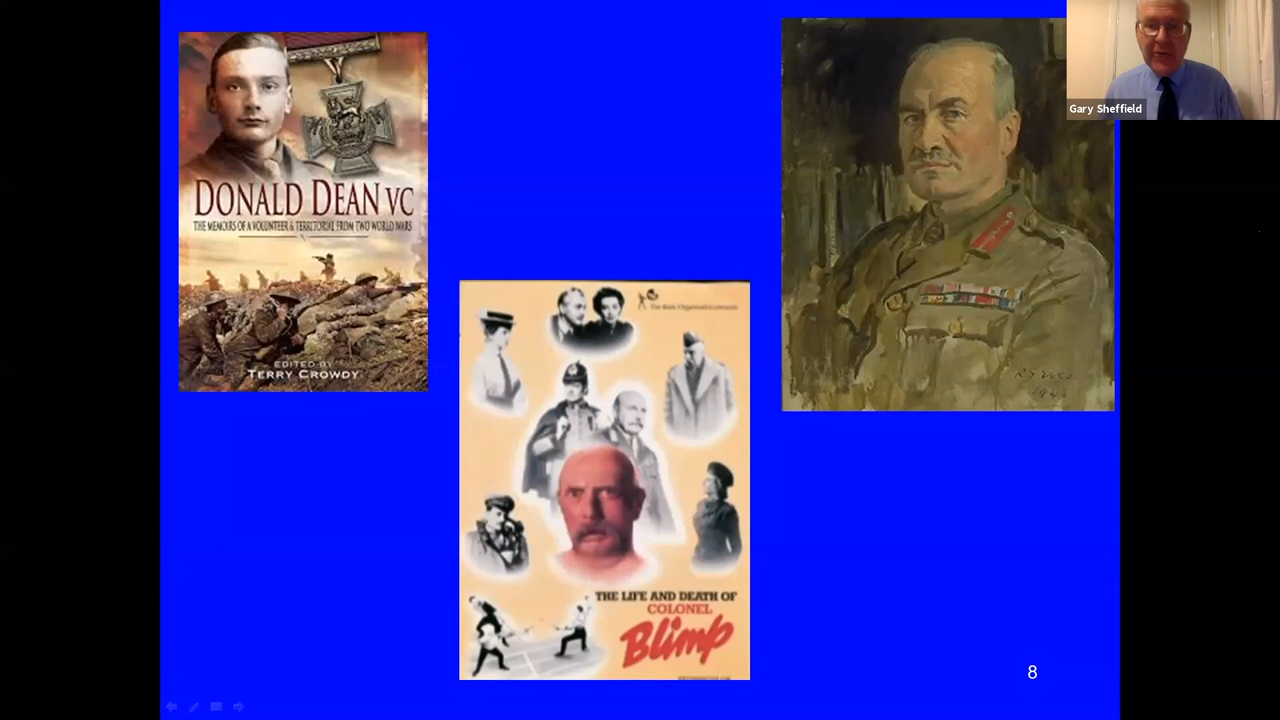 DONALD DEAN VC
THE MEMOIRS OF A VOLUNTEER & TERRITORIAL FROM TWO WORLD WARS
EDITED BY
TERRY CROWDY
THE LIFE AND DEATH OF
COLONEL
Blimp
Gary Sheffield
8